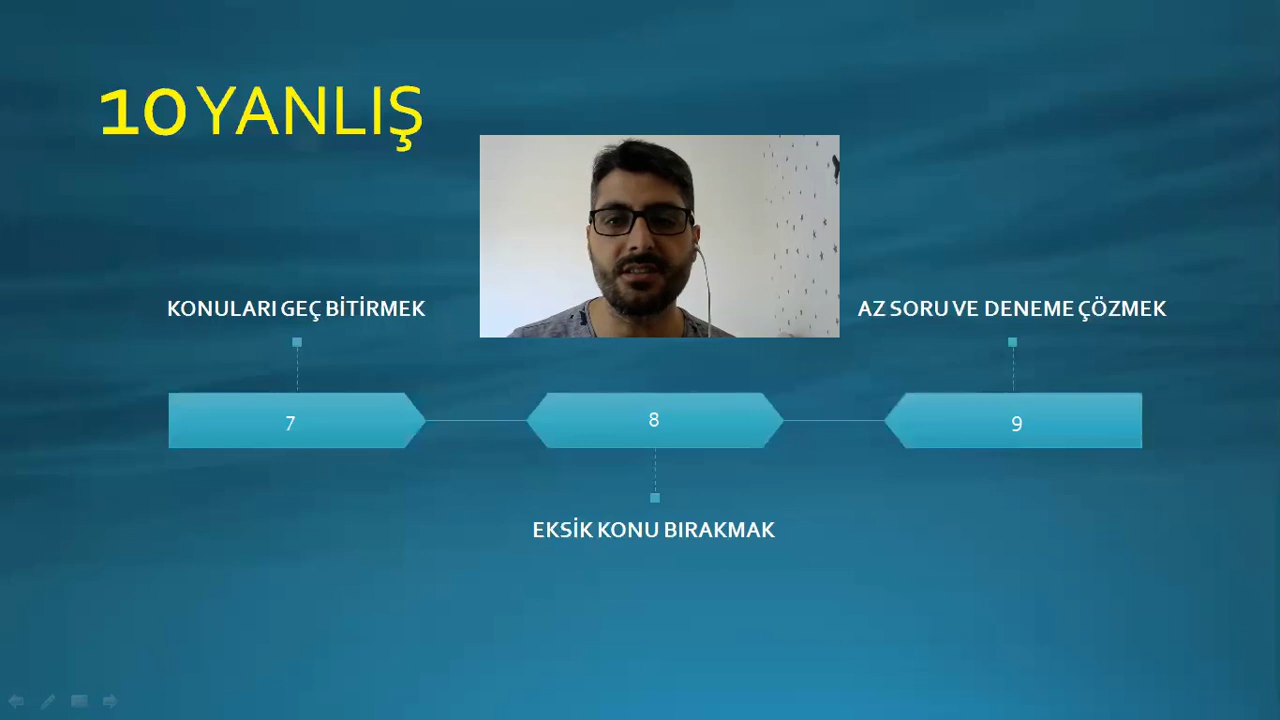 10 YANLIŞ
KONULARI GEÇ BİTİRMEK
AZ SORU VE DENEME ÇÖZMEK
7
8
9
EKSİK KONU BIRAKMAK